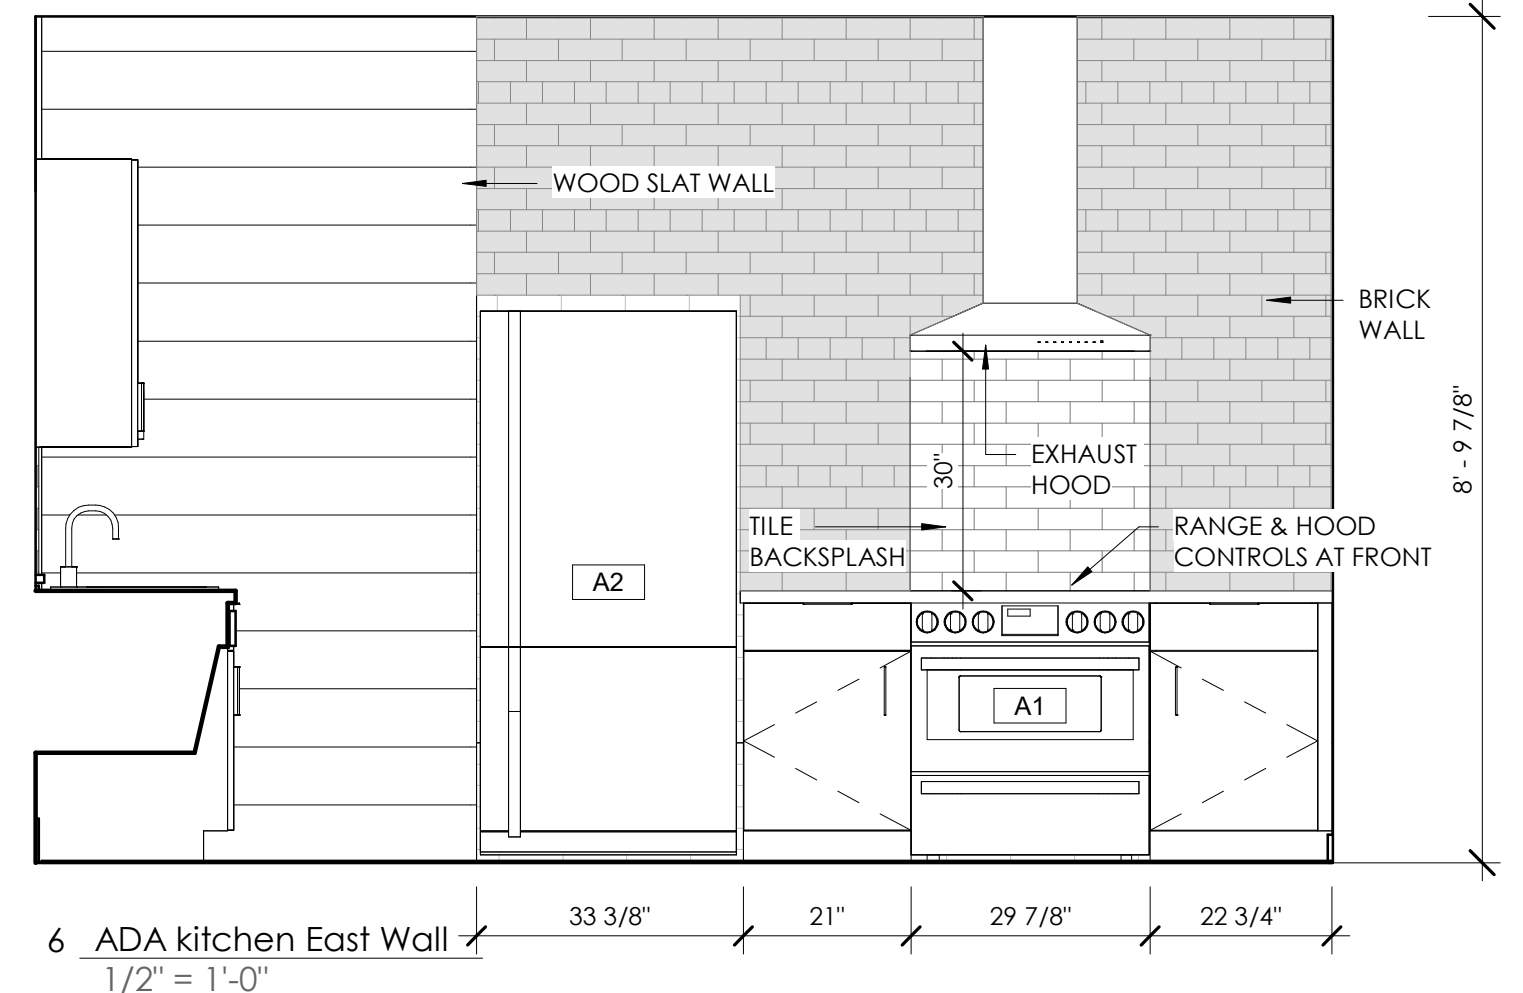 WOOD SLAT WALL
BRICK
WALL
8' - 9 7/8"
30"
EXHAUST
HOOD
TILE
BACKSPLASH
RANGE & HOOD
CONTROLS AT FRONT
A2
A1
33 3/8"
21"
29 7/8"
22 3/4"
6 ADA kitchen East Wall
1/2" = 1'-0"